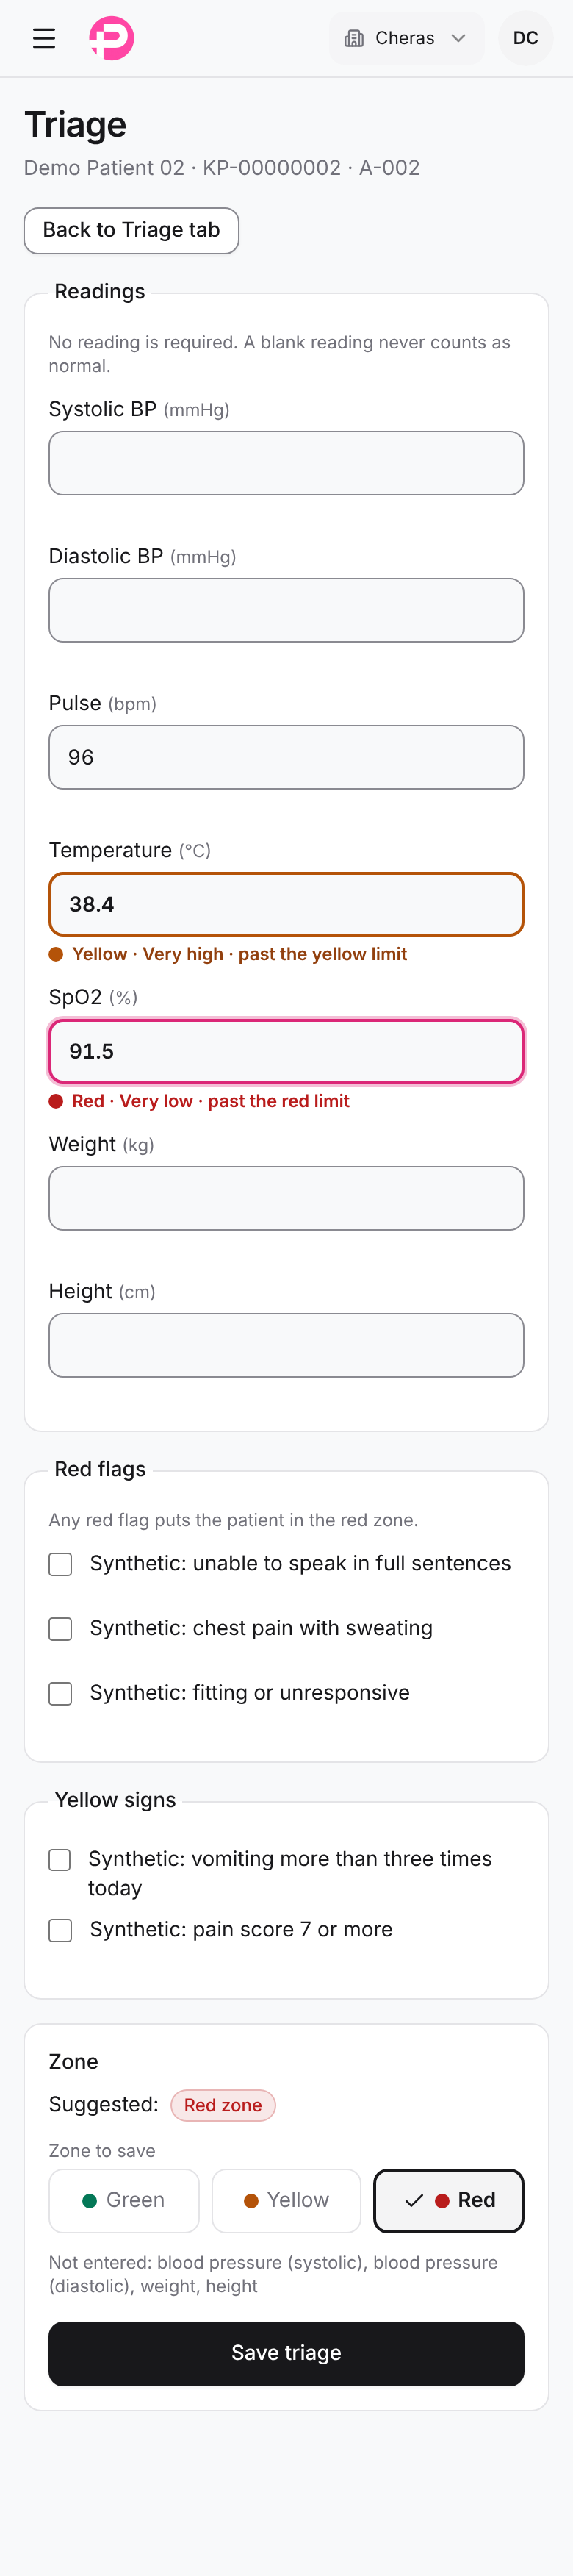 Cheras
DC
Triage
Demo Patient 02 · KP-00000002 · A-002
Back to Triage tab
Readings
No reading is required. A blank reading never counts as
normal.
Systolic BP (mmHg)
Diastolic BP (mmHg)
Pulse (bpm)
96
Temperature (°C)
38.4
Yellow · Very high · past the yellow limit
SpO2 (%)
91.5
Red · Very low · past the red limit
Weight (kg)
Height (cm)
Red flags
Any red flag puts the patient in the red zone.
Synthetic: unable to speak in full sentences
Synthetic: chest pain with sweating
Synthetic: fitting or unresponsive
Yellow signs
Synthetic: vomiting more than three times
today
Synthetic: pain score 7 or more
Zone
Suggested: Red zone
Zone to save
Green Yellow Red
Not entered: blood pressure (systolic), blood pressure
(diastolic), weight, height
Save triage